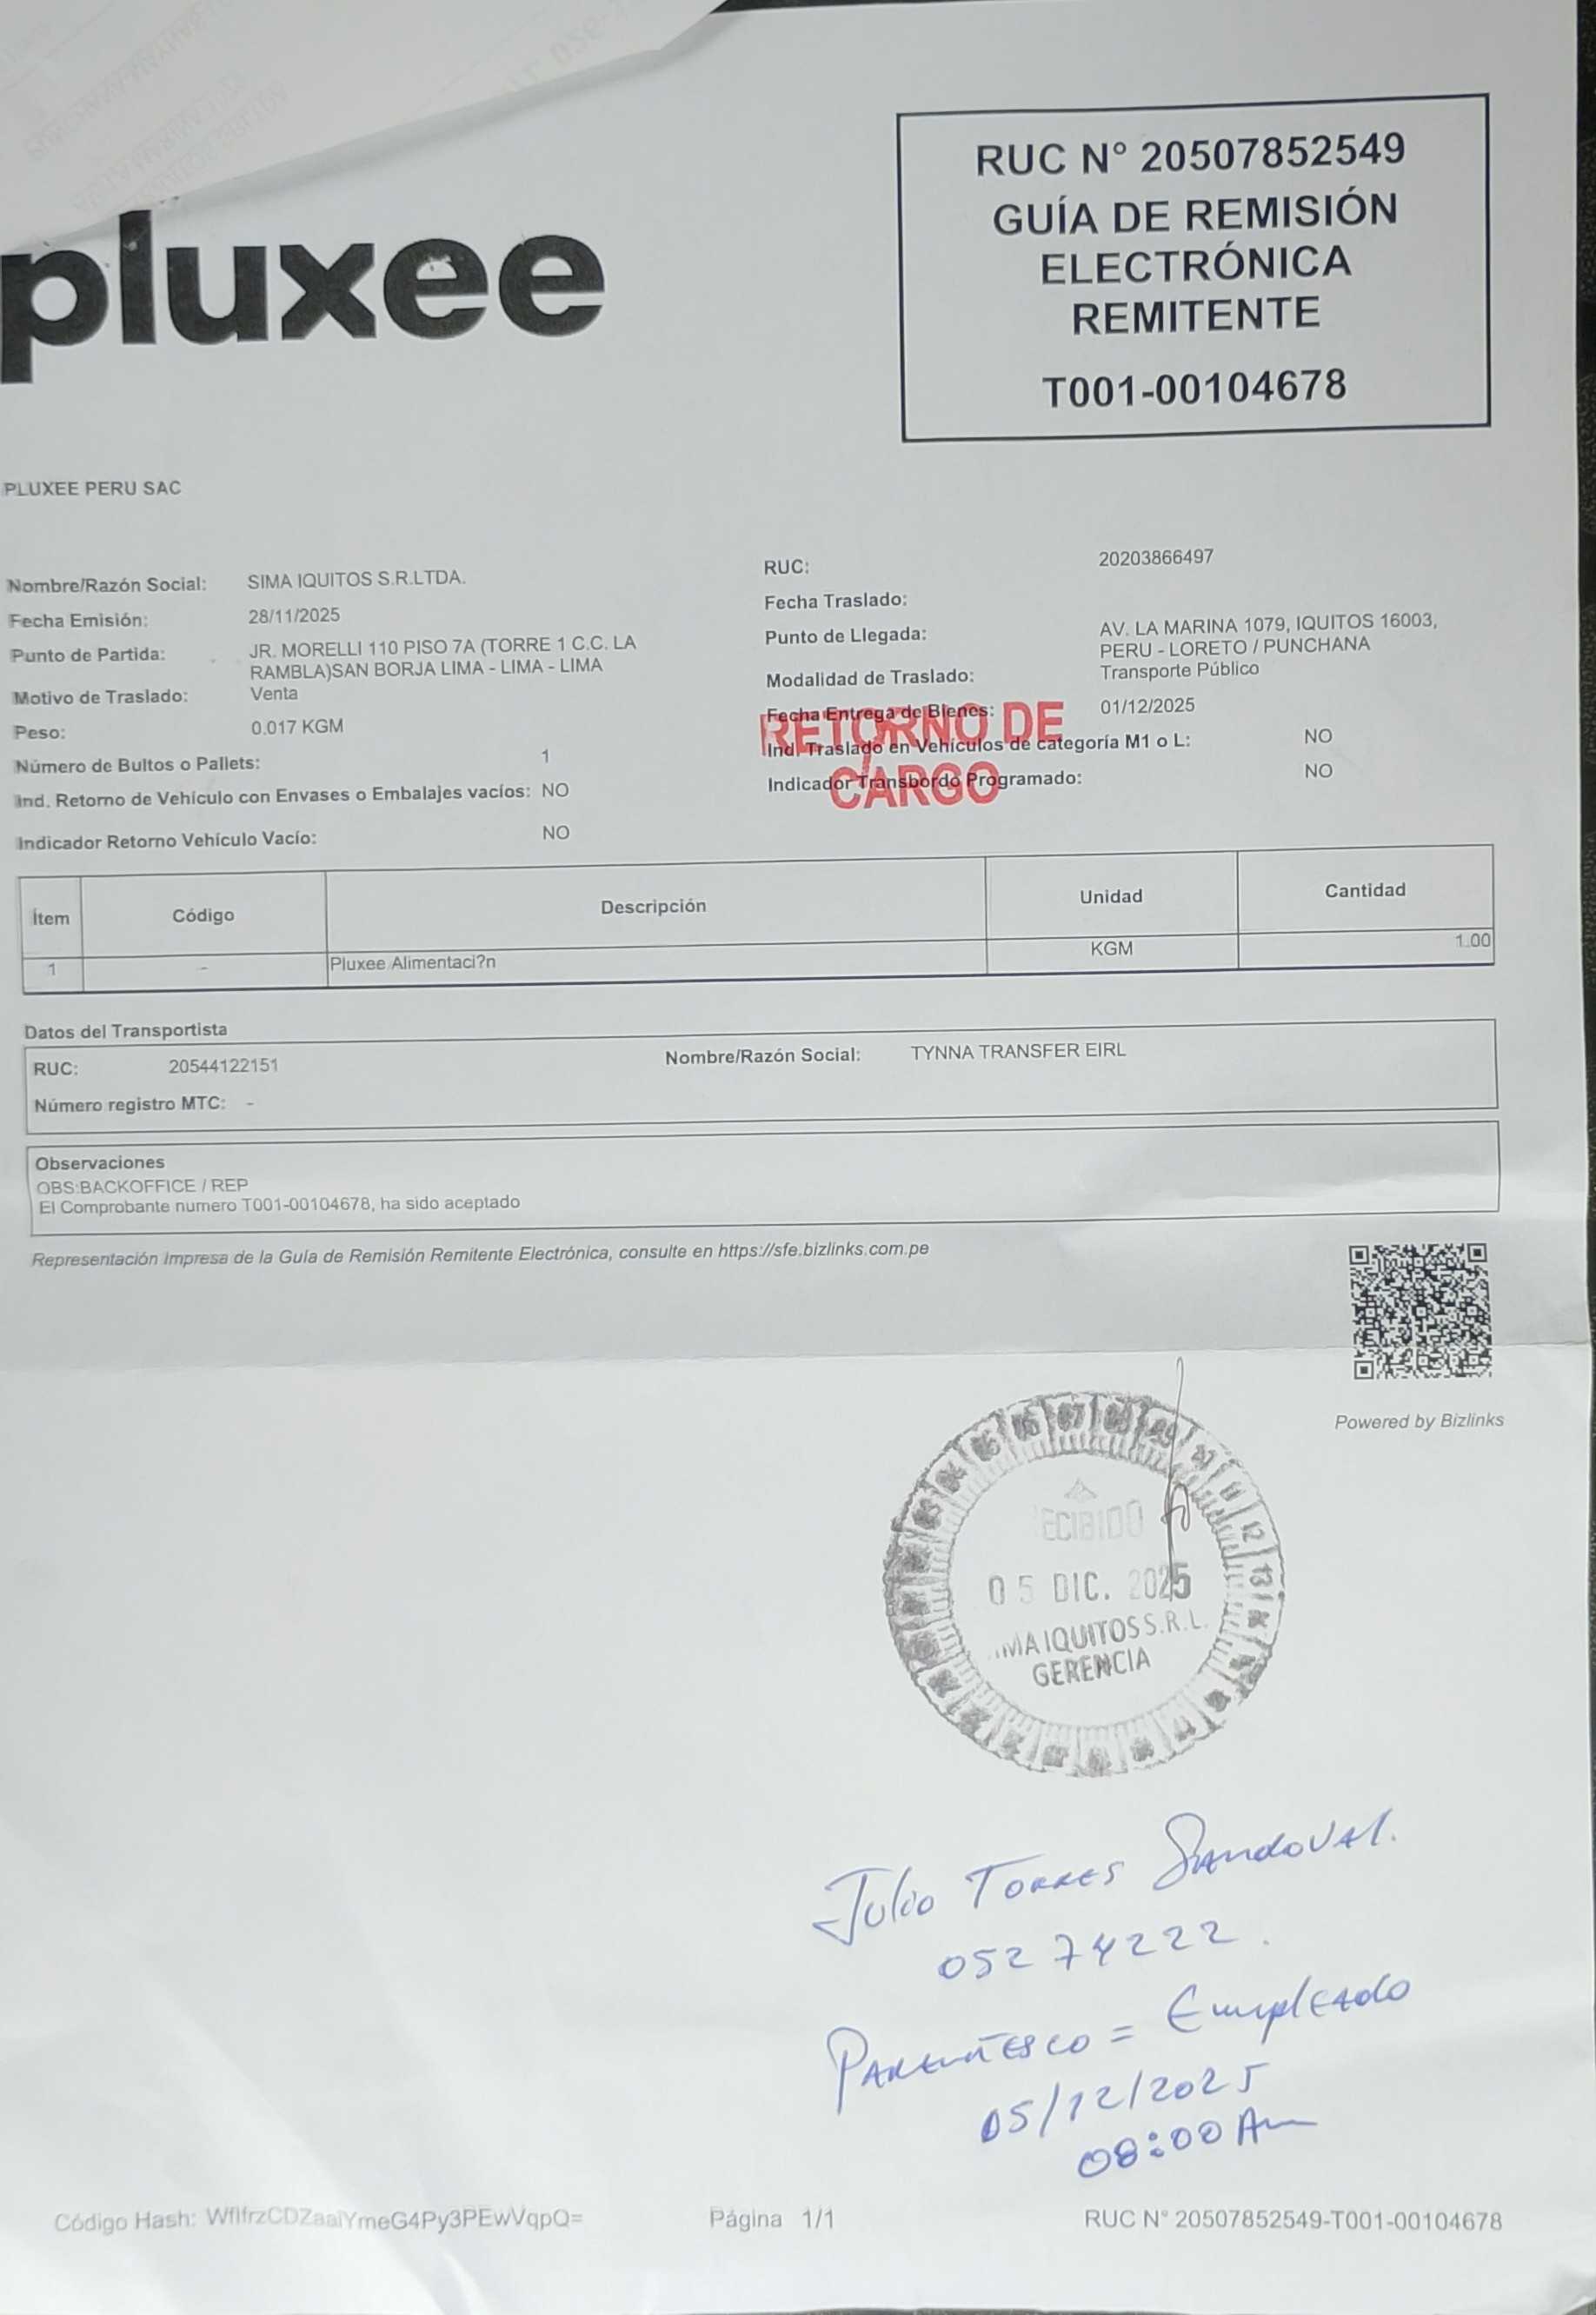 pluxee
RUC N° 20507852549
GUÍA DE REMISIÓN
ELECTRÓNICA
REMITENTE
T001-00104678
PLUXEE PERU SAC
Nombre/Razón Social: SIMA IQUITOS S.R.LTDA.
Fecha Emisión: 28/11/2025
Punto de Partida: JR. MORELLI 110 PISO 7A (TORRE 1 C.C. LA
RAMBLA)SAN BORJA LIMA - LIMA - LIMA
Motivo de Traslado: Venta
Peso: 0.017 KGM
Número de Bultos o Pallets: 1
Ind. Retorno de Vehículo con Envases o Embalajes vacíos: NO
Indicador Retorno Vehículo Vacío: NO
RUC: 20203866497
Fecha Traslado:
Punto de Llegada: AV. LA MARINA 1079, IQUITOS 16003,
PERU - LORETO / PUNCHANA
Modalidad de Traslado: Transporte Público
Fecha Entrega de Bienes: 01/12/2025
Ind. Traslado en Vehículos de categoría M1 o L: NO
Indicador Transbordo Programado: NO
RETORNO DE
CARGO
Ítem Código Descripción Unidad Cantidad
1 - Pluxee Alimentaci?n KGM 1.00
Datos del Transportista
RUC: 20544122151 Nombre/Razón Social: TYNNA TRANSFER EIRL
Número registro MTC: -
Observaciones
OBS:BACKOFFICE / REP
El Comprobante numero T001-00104678, ha sido aceptado
Representación Impresa de la Guía de Remisión Remitente Electrónica, consulte en https://sfe.bizlinks.com.pe
Powered by Bizlinks
ECIBIDO
05 DIC. 2025
IMA IQUITOS S.R.L.
GERENCIA
Julio Torres Sandoval.
05274222.
Parentesco = Empleado
05/12/2025
08:00 Am
Código Hash: Página 1/1 RUC N° 20507852549-T001-00104678